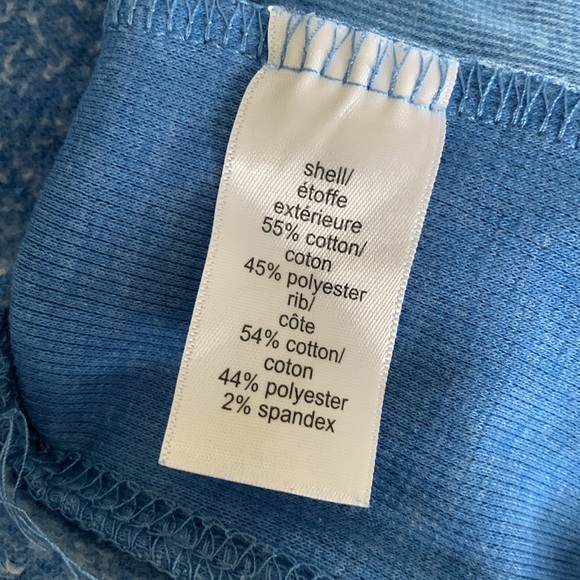 shell/
étoffe
extérieure
55% cotton/
coton
45% polyester
rib/
côte
54% cotton/
coton
44% polyester
2% spandex